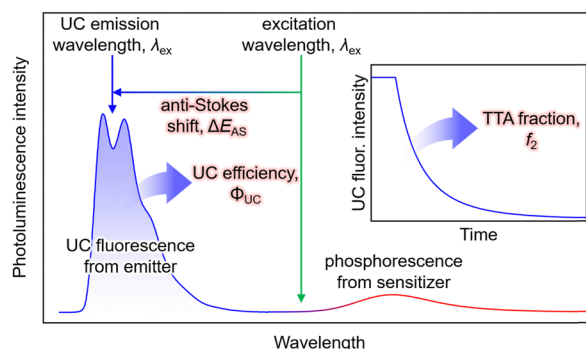 UC emission
wavelength, λex
excitation
wavelength, λex
anti-Stokes
shift, ΔEAS
UC efficiency,
ΦUC
UC fluorescence
from emitter
phosphorescence
from sensitizer
TTA fraction,
f2
UC fluor. intensity
Time
Photoluminescence intensity
Wavelength